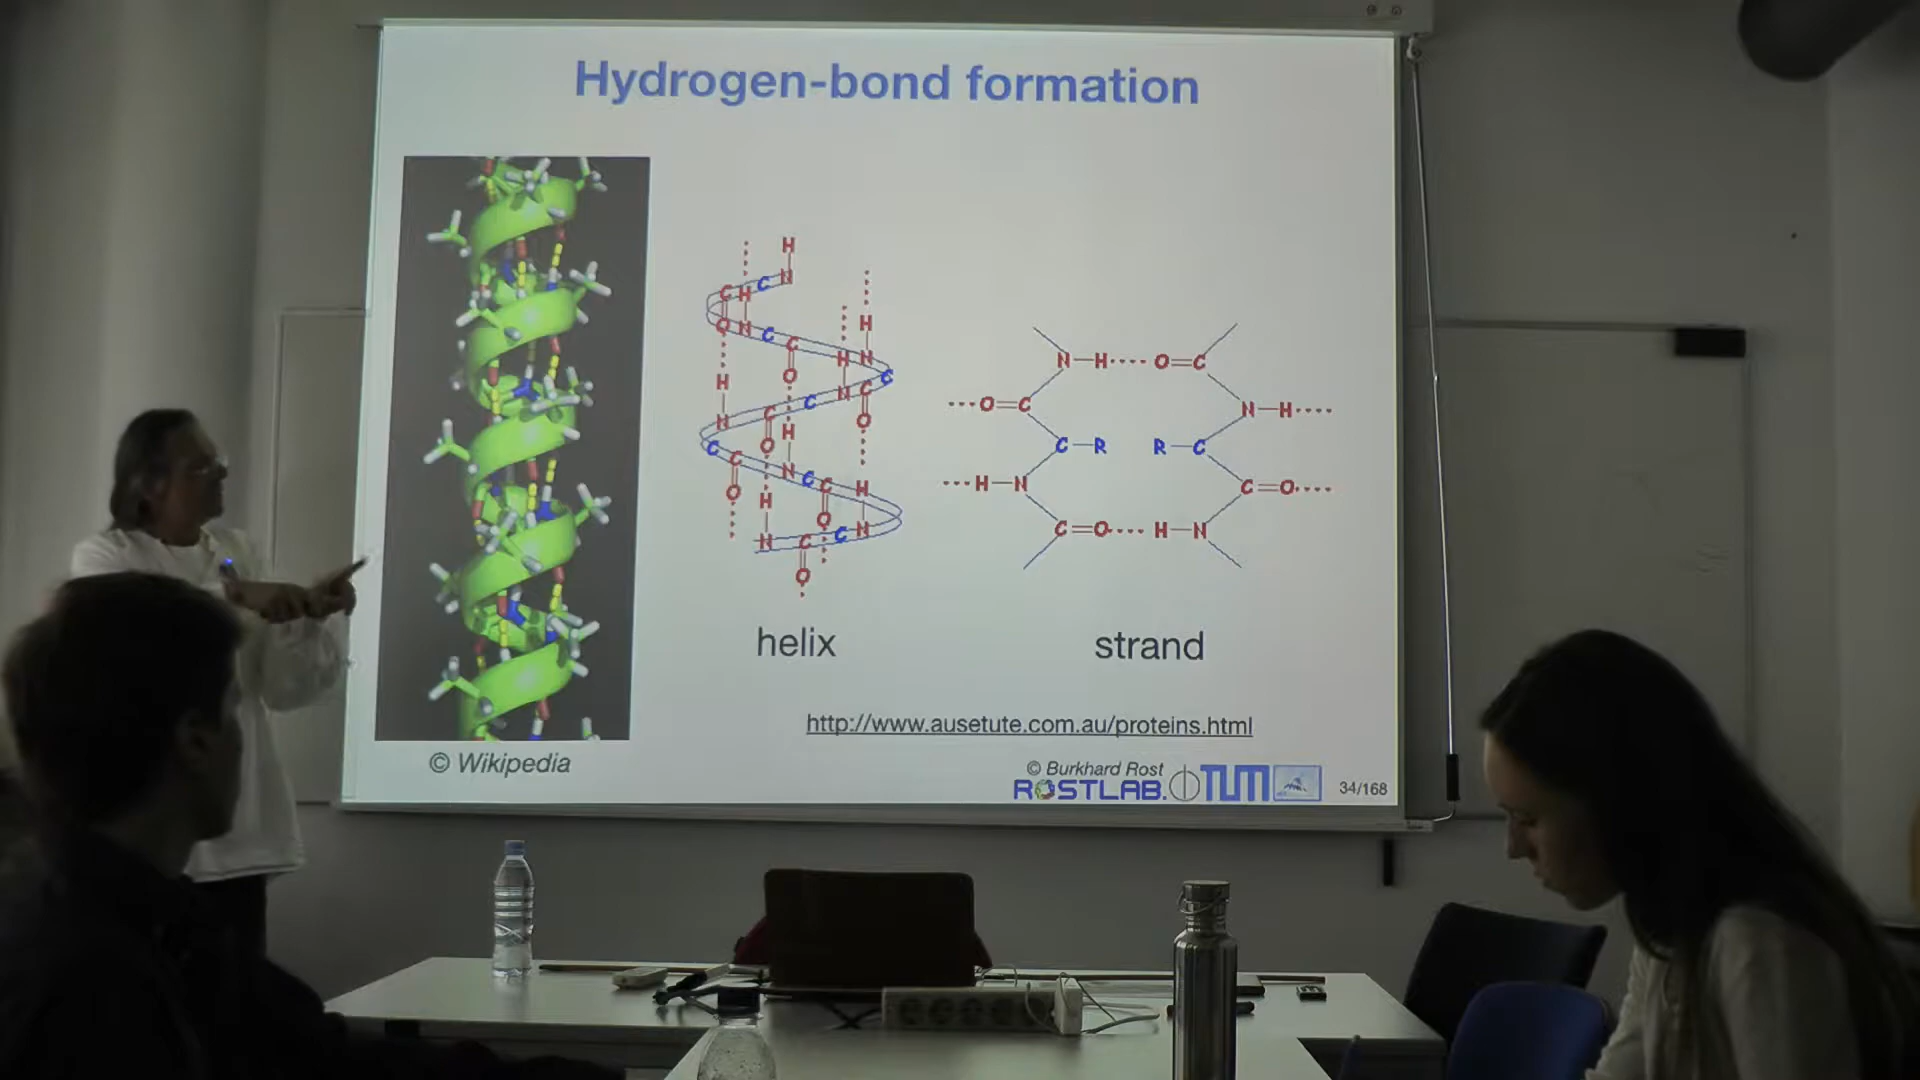 Hydrogen-bond formation
helix
strand
http://www.ausetute.com.au/proteins.html
© Wikipedia
© Burkhard Rost
ROSTLAB. TUM
34/168
N—H····O=C
···O=C
N—H····
C—R
R—C
···H—N
C=O····
C=O····H—N